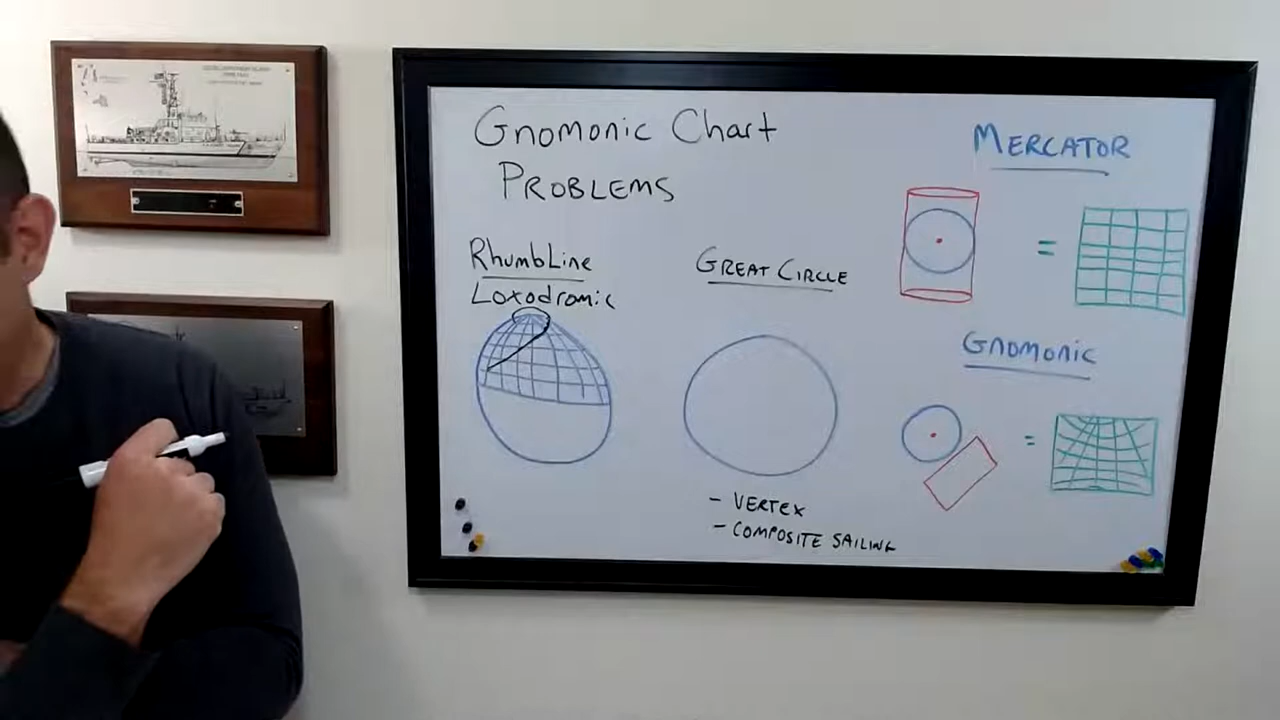 Gnomonic Chart
PROBLEMS
RhumbLine
Loxodromic
GREAT CIRCLE
- VERTEX
- COMPOSITE SAILING
MERCATOR
=
GNOMONIC
=